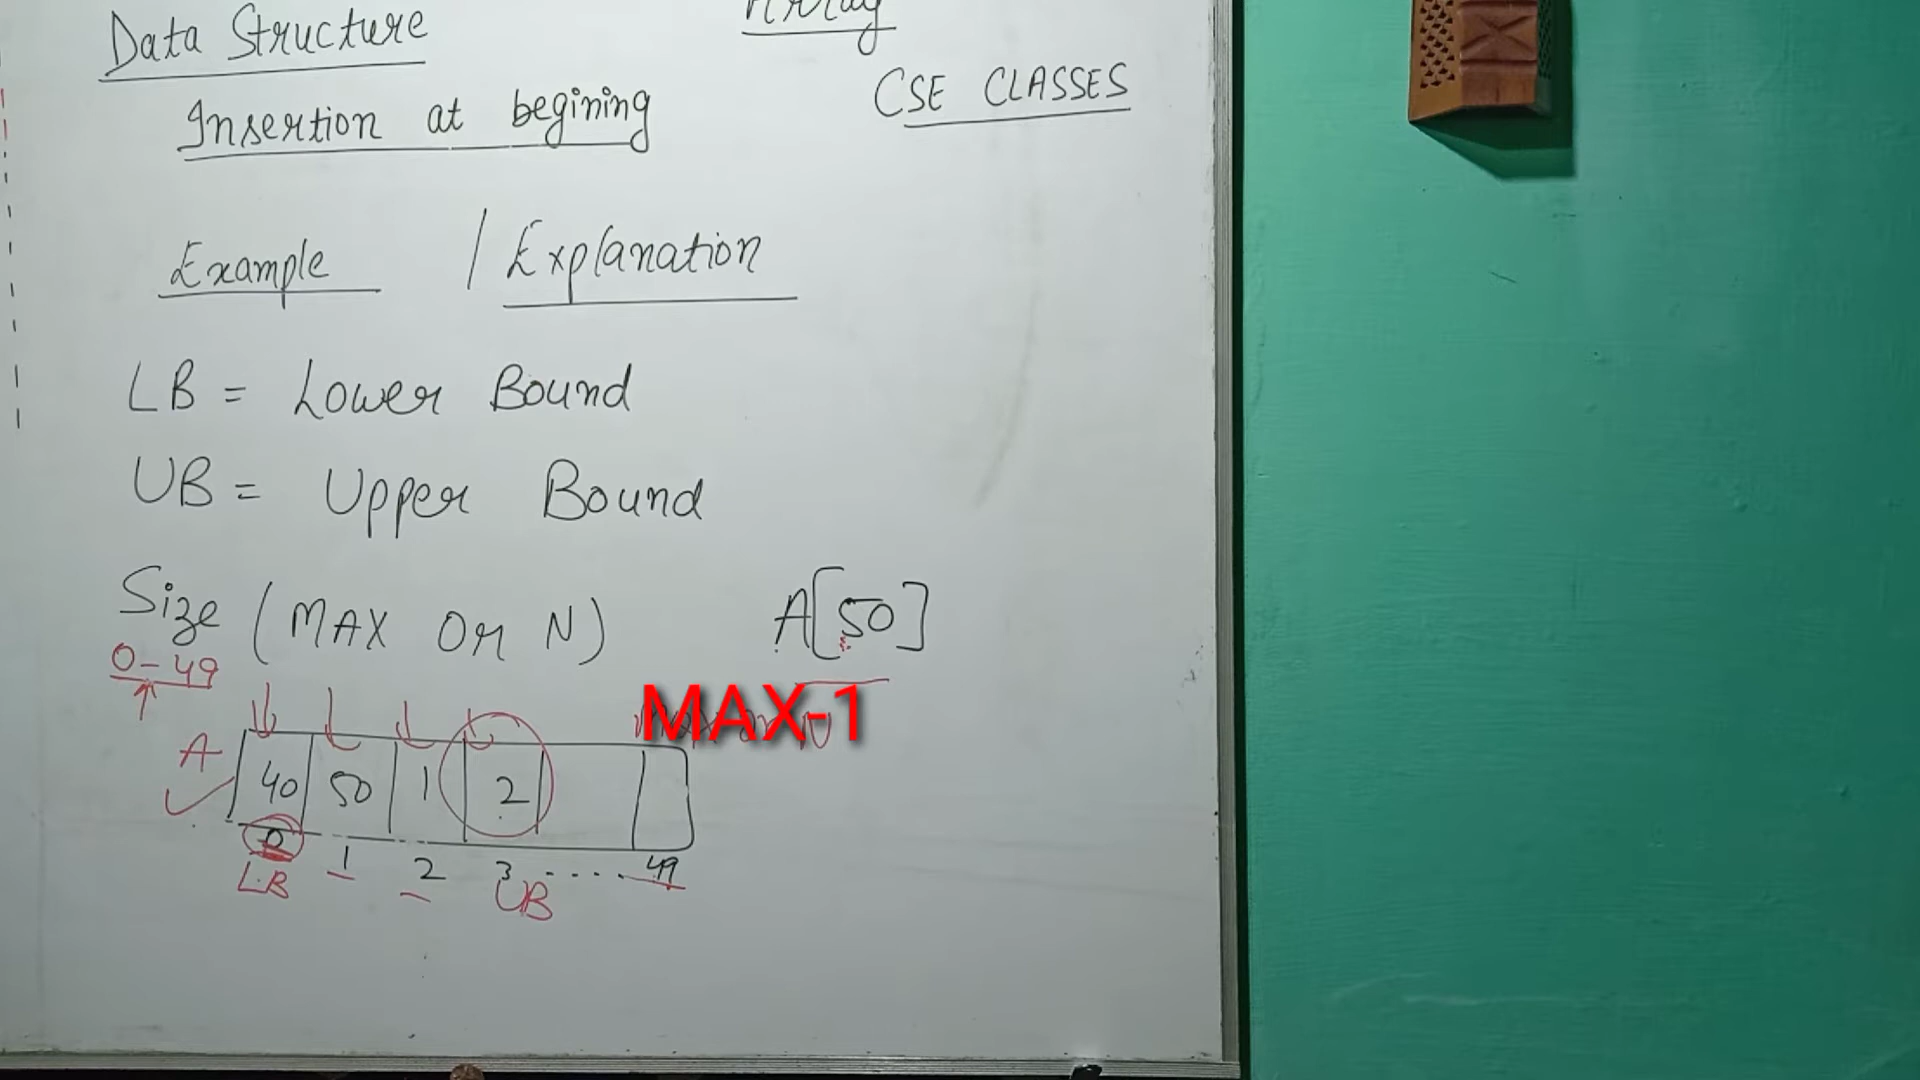 Data Structure
Array
CSE CLASSES
Insertion at begining
Example / Explanation
LB = Lower Bound
UB = Upper Bound
Size (MAX or N) A[50]
0-49
MAX-1
A
40 50 1 2
0 1 2 3 ..... 49
LB UB